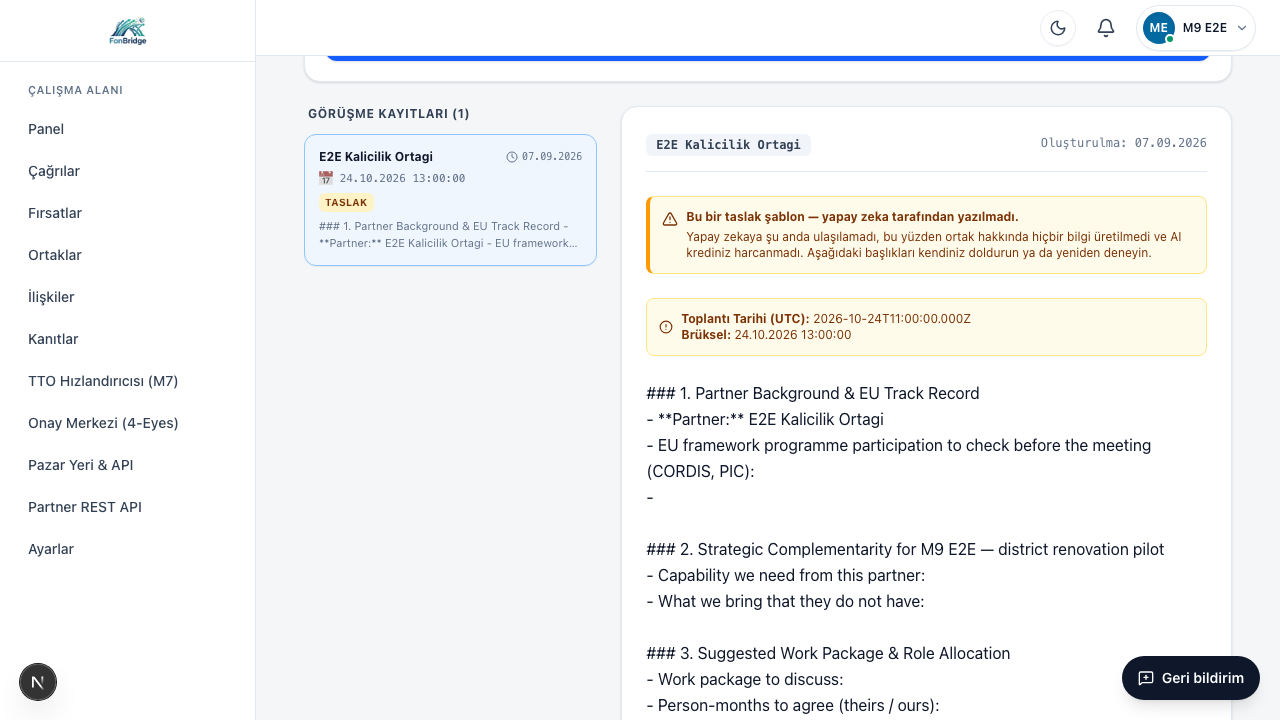 FonBridge
ME
M9 E2E
ÇALIŞMA ALANI
Panel
Çağrılar
Fırsatlar
Ortaklar
İlişkiler
Kanıtlar
TTO Hızlandırıcısı (M7)
Onay Merkezi (4-Eyes)
Pazar Yeri & API
Partner REST API
Ayarlar
N
GÖRÜŞME KAYITLARI (1)
E2E Kalicilik Ortagi
07.09.2026
24.10.2026 13:00:00
TASLAK
### 1. Partner Background & EU Track Record -
**Partner:** E2E Kalicilik Ortagi - EU framework…
E2E Kalicilik Ortagi
Oluşturulma: 07.09.2026
Bu bir taslak şablon — yapay zeka tarafından yazılmadı.
Yapay zekaya şu anda ulaşılamadı, bu yüzden ortak hakkında hiçbir bilgi üretilmedi ve AI
krediniz harcanmadı. Aşağıdaki başlıkları kendiniz doldurun ya da yeniden deneyin.
Toplantı Tarihi (UTC): 2026-10-24T11:00:00.000Z
Brüksel: 24.10.2026 13:00:00
### 1. Partner Background & EU Track Record
- **Partner:** E2E Kalicilik Ortagi
- EU framework programme participation to check before the meeting
(CORDIS, PIC):
-
### 2. Strategic Complementarity for M9 E2E — district renovation pilot
- Capability we need from this partner:
- What we bring that they do not have:
### 3. Suggested Work Package & Role Allocation
- Work package to discuss:
- Person-months to agree (theirs / ours):
Geri bildirim